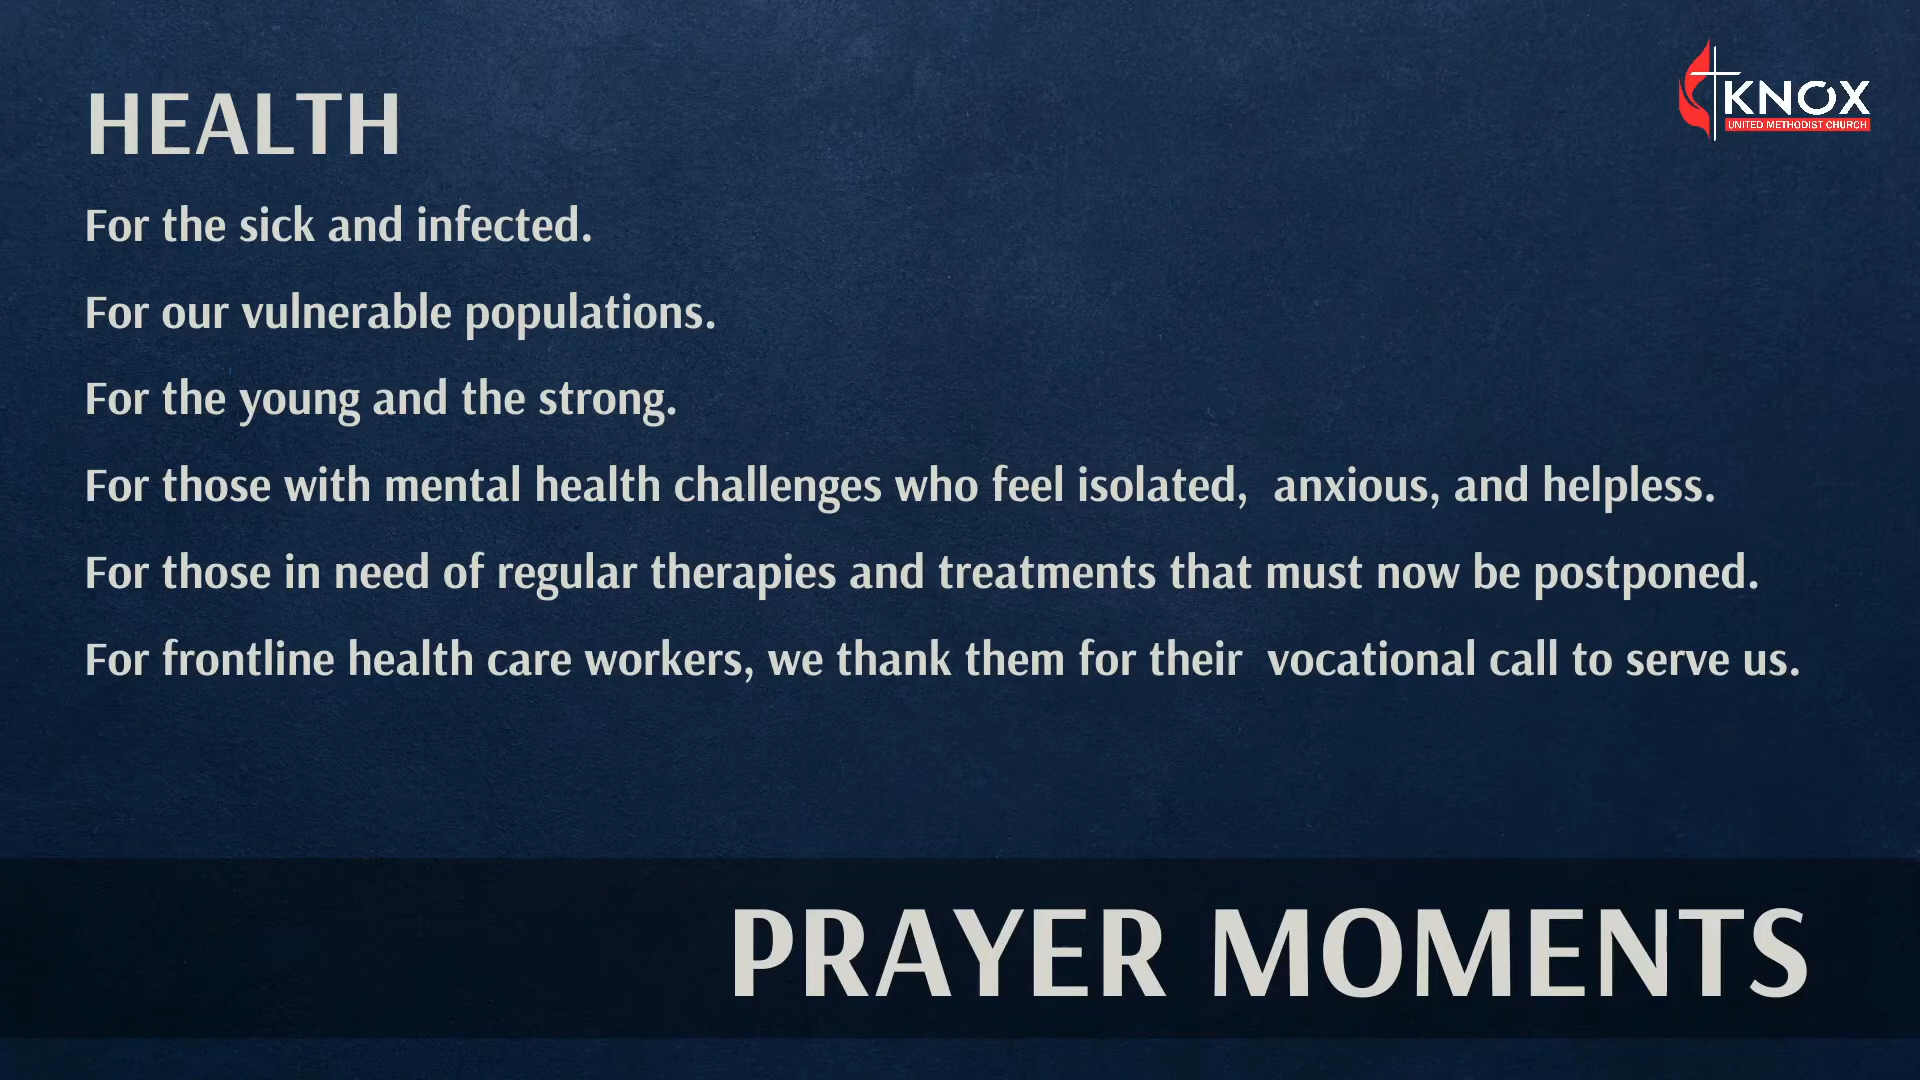 HEALTH
KNOX
UNITED METHODIST CHURCH
For the sick and infected.
For our vulnerable populations.
For the young and the strong.
For those with mental health challenges who feel isolated,  anxious, and helpless.
For those in need of regular therapies and treatments that must now be postponed.
For frontline health care workers, we thank them for their  vocational call to serve us.
PRAYER MOMENTS